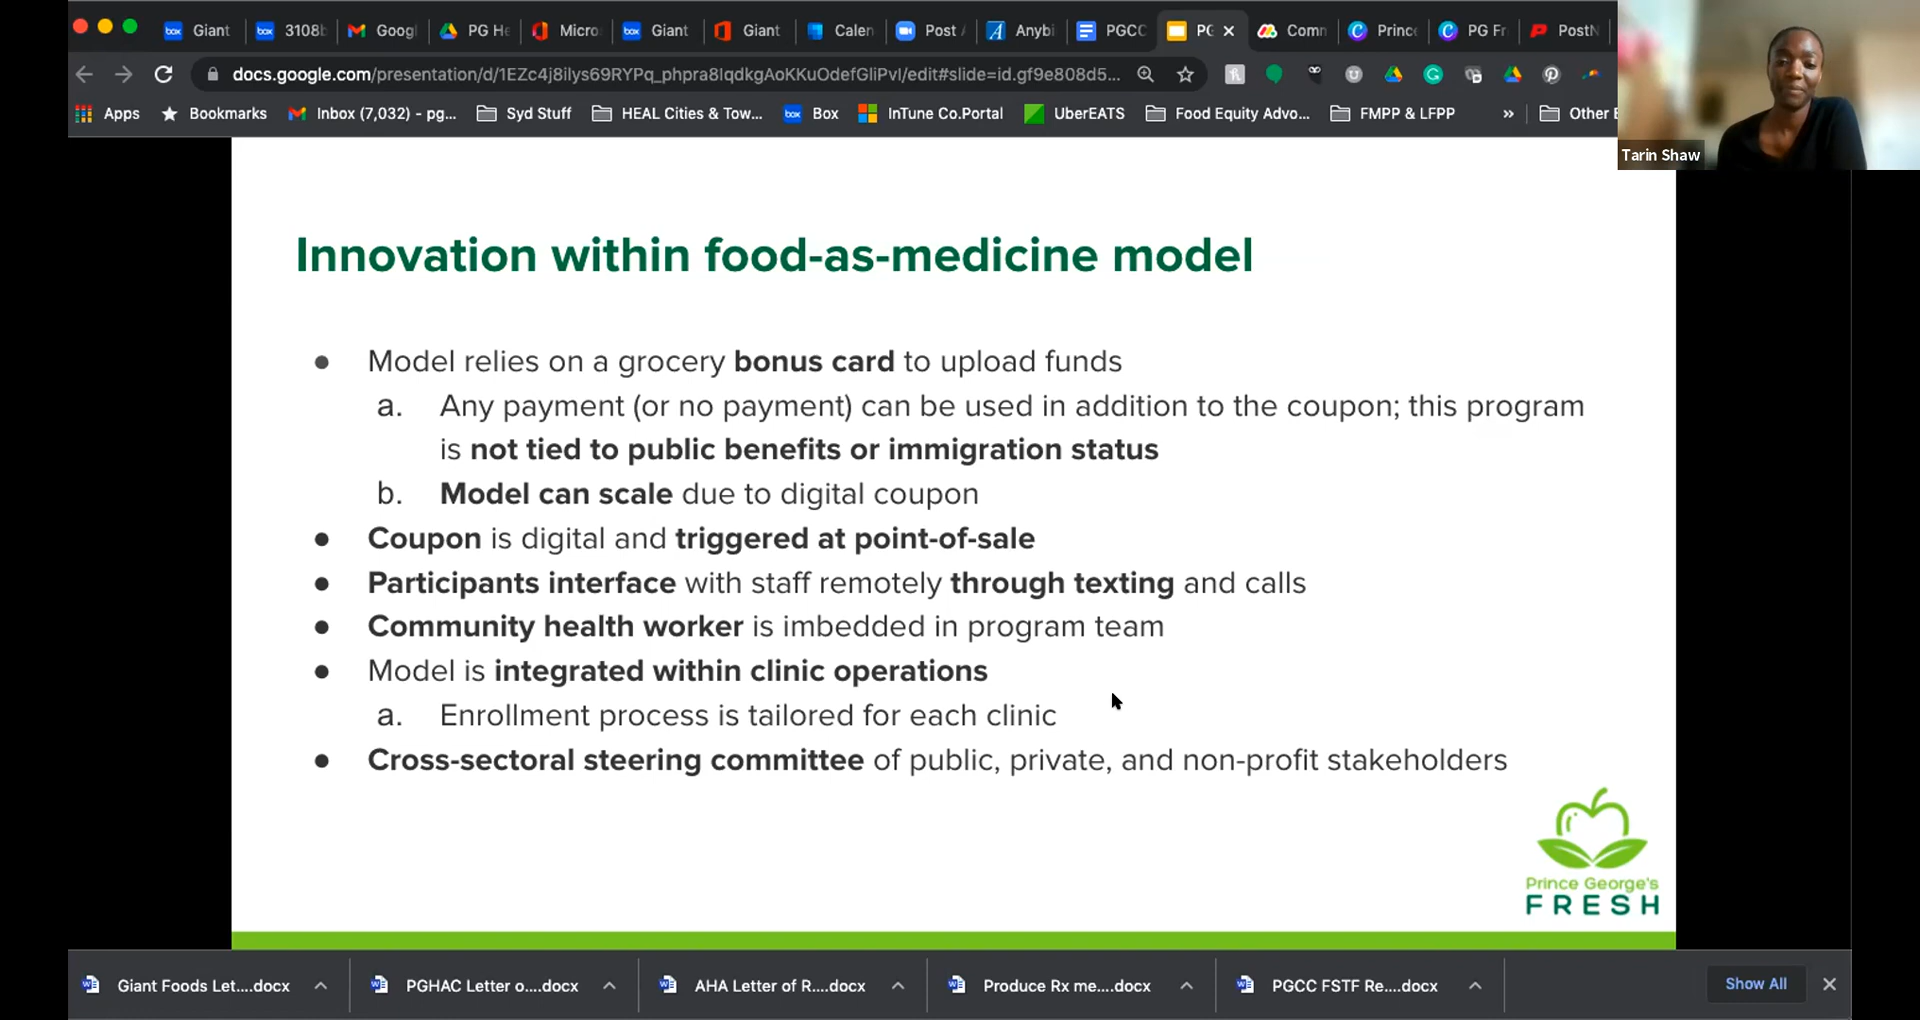 Giant
3108b
Googl
PG He
Micro
Giant
Giant
Calen
Post A
Anybi
PGCC
PG
Comm
Prince
PG Fr
PostN
docs.google.com/presentation/d/1EZc4j8ilys69RYPq_phpra8IqdkgAoKKuOdefGliPvI/edit#slide=id.gf9e808d5...
Apps
Bookmarks
Inbox (7,032) - pg...
Syd Stuff
HEAL Cities & Tow...
box
Box
InTune Co.Portal
UberEATS
Food Equity Advo...
FMPP & LFPP
»
Other
Tarin Shaw
Innovation within food-as-medicine model
● Model relies on a grocery bonus card to upload funds
a. Any payment (or no payment) can be used in addition to the coupon; this program
is not tied to public benefits or immigration status
b. Model can scale due to digital coupon
● Coupon is digital and triggered at point-of-sale
● Participants interface with staff remotely through texting and calls
● Community health worker is imbedded in program team
● Model is integrated within clinic operations
a. Enrollment process is tailored for each clinic
● Cross-sectoral steering committee of public, private, and non-profit stakeholders
Prince George's
FRESH
Giant Foods Let....docx
PGHAC Letter o....docx
AHA Letter of R....docx
Produce Rx me....docx
PGCC FSTF Re....docx
Show All